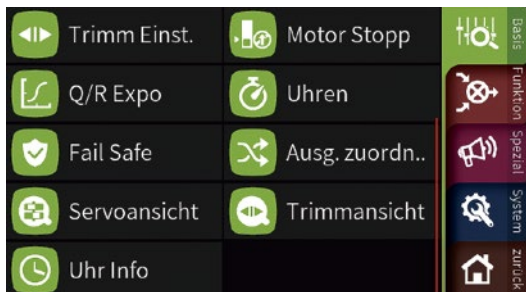 Trimm Einst.
Motor Stopp
Q/R Expo
Uhren
Fail Safe
Ausg. zuordn..
Servoansicht
Trimmansicht
Uhr Info
Basis
Funktion
Spezial
System
zurück